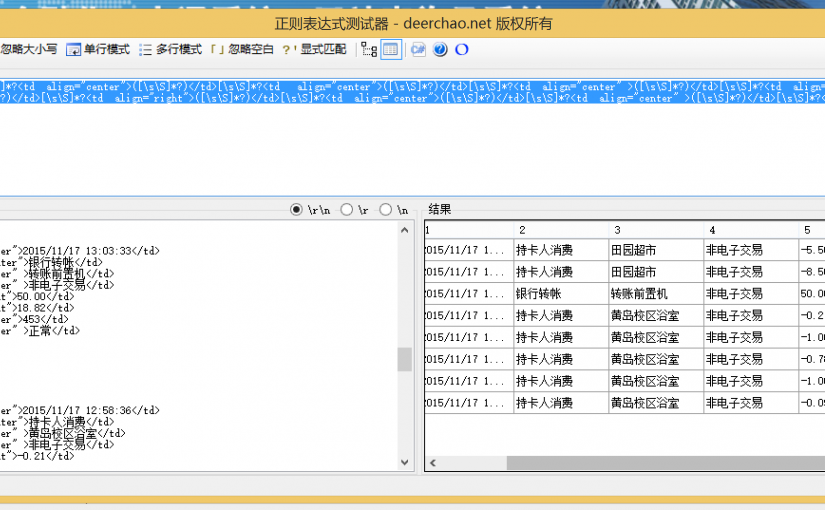 正则表达式测试器 - deerchao.net 版权所有
忽略大小写 单行模式 多行模式 忽略空白 显式匹配
]*?<td align="center">([\s\S]*?)</td>[\s\S]*?<td align="center">([\s\S]*?)</td>[\s\S]*?<td align="center" >([\s\S]*?)</td>[\s\S]*?<td align=
?)</td>[\s\S]*?<td align="right">([\s\S]*?)</td>[\s\S]*?<td align="center">([\s\S]*?)</td>[\s\S]*?<td align="center" >([\s\S]*?)</td>
\r\n \r \n 结果
1 2 3 4 5
er">2015/11/17 13:03:33</td>
nter">银行转帐</td>
er" >转账前置机</td>
er" >非电子交易</td>
t">50.00</td>
t">18.82</td>
er">453</td>
er" >正常</td>
er">2015/11/17 12:58:36</td>
nter">持卡人消费</td>
er" >黄岛校区浴室</td>
er" >非电子交易</td>
t">-0.21</td>
2015/11/17 1... 持卡人消费 田园超市 非电子交易 -5.50
2015/11/17 1... 持卡人消费 田园超市 非电子交易 -8.50
2015/11/17 1... 银行转帐 转账前置机 非电子交易 50.00
2015/11/17 1... 持卡人消费 黄岛校区浴室 非电子交易 -0.2
2015/11/17 1... 持卡人消费 黄岛校区浴室 非电子交易 -1.00
2015/11/17 1... 持卡人消费 黄岛校区浴室 非电子交易 -0.78
2015/11/17 1... 持卡人消费 黄岛校区浴室 非电子交易 -1.00
2015/11/17 1... 持卡人消费 黄岛校区浴室 非电子交易 -0.09